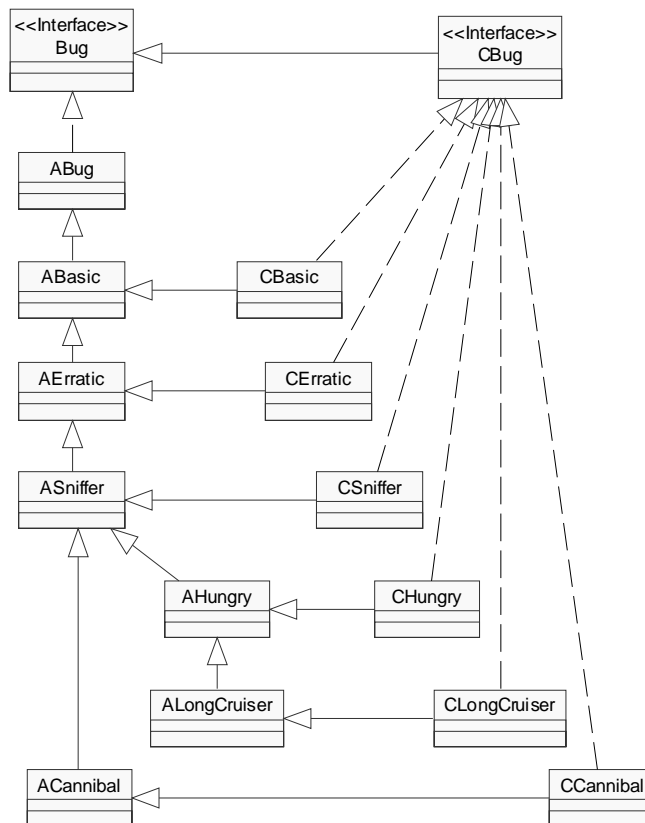 <<Interface>>
Bug
<<Interface>>
CBug
ABug
ABasic
CBasic
AErratic
CErratic
ASniffer
CSniffer
AHungry
CHungry
ALongCruiser
CLongCruiser
ACannibal
CCannibal